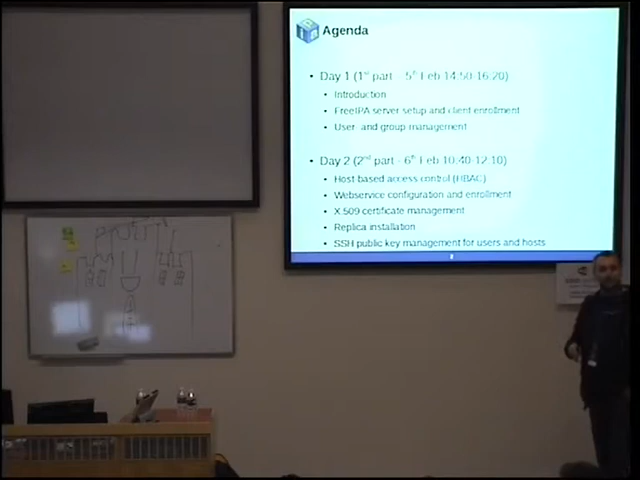 Agenda
• Day 1 (1st part - 5th Feb 14:50-16:20)
• Introduction
• FreeIPA server setup and client enrollment
• User- and group management
• Day 2 (2nd part - 6th Feb 10:40-12:10)
• Host based access control (HBAC)
• Webservice configuration and enrollment
• X.509 certificate management
• Replica installation
• SSH public key management for users and hosts
2